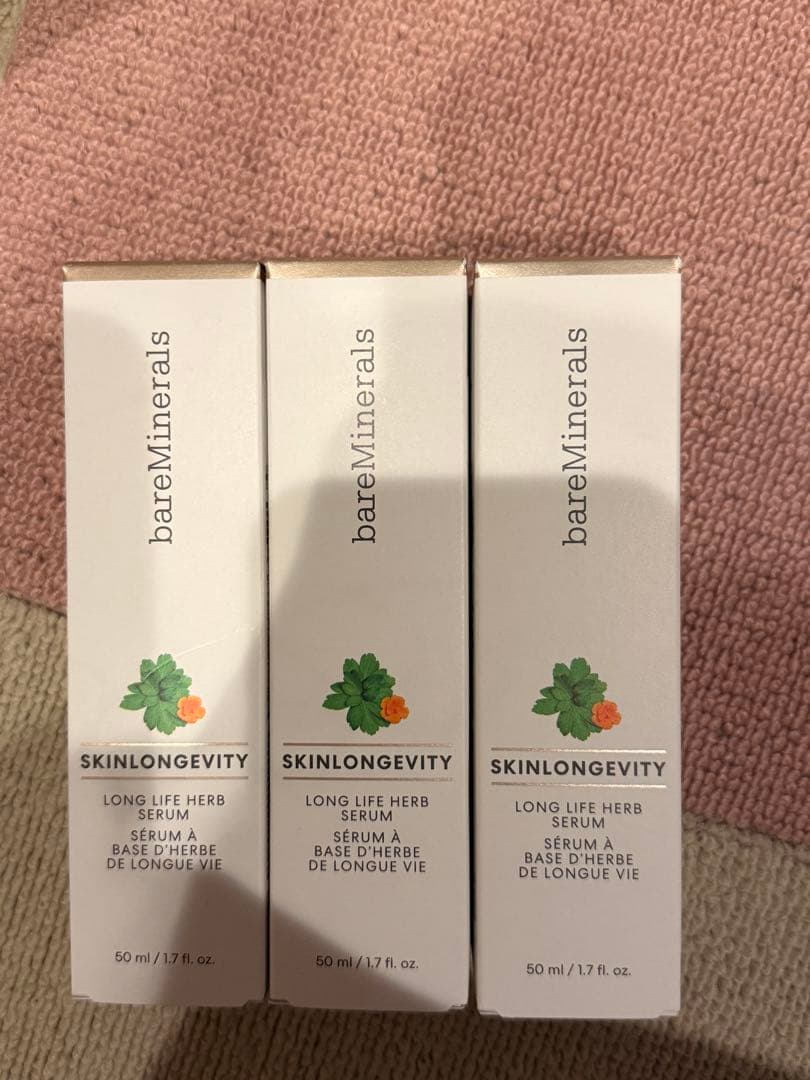 bareMinerals
SKINLONGEVITY
LONG LIFE HERB
SERUM
SÉRUM À
BASE D'HERBE
DE LONGUE VIE
50 ml / 1.7 fl. oz.
bareMinerals
SKINLONGEVITY
LONG LIFE HERB
SERUM
SÉRUM À
BASE D'HERBE
DE LONGUE VIE
50 ml / 1.7 fl. oz.
bareMinerals
SKINLONGEVITY
LONG LIFE HERB
SERUM
SÉRUM À
BASE D'HERBE
DE LONGUE VIE
50 ml / 1.7 fl. oz.